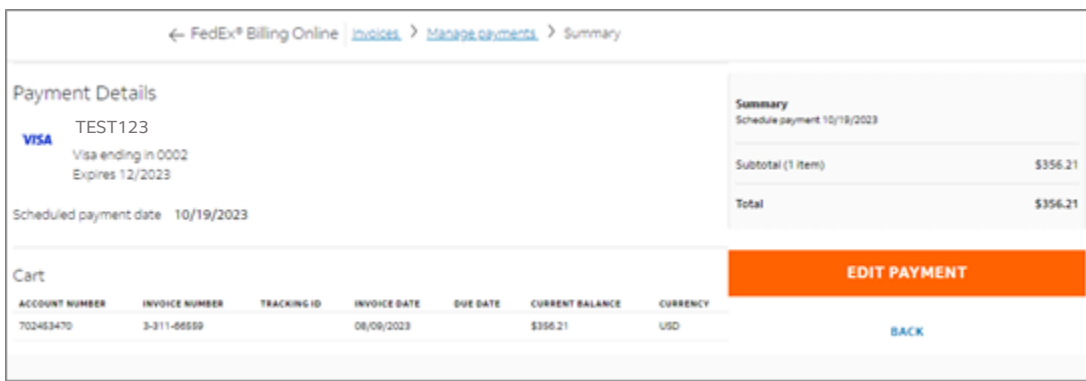 ← FedEx® Billing Online | Invoices > Manage payments > Summary
Payment Details
VISA
TEST123
Visa ending in 0002
Expires 12/2023
Scheduled payment date 10/19/2023
Cart
ACCOUNT NUMBER INVOICE NUMBER TRACKING ID INVOICE DATE DUE DATE CURRENT BALANCE CURRENCY
702453470 3-311-66559 08/09/2023 $356.21 USD
Summary
Schedule payment 10/19/2023
Subtotal (1 item) $356.21
Total $356.21
EDIT PAYMENT
BACK